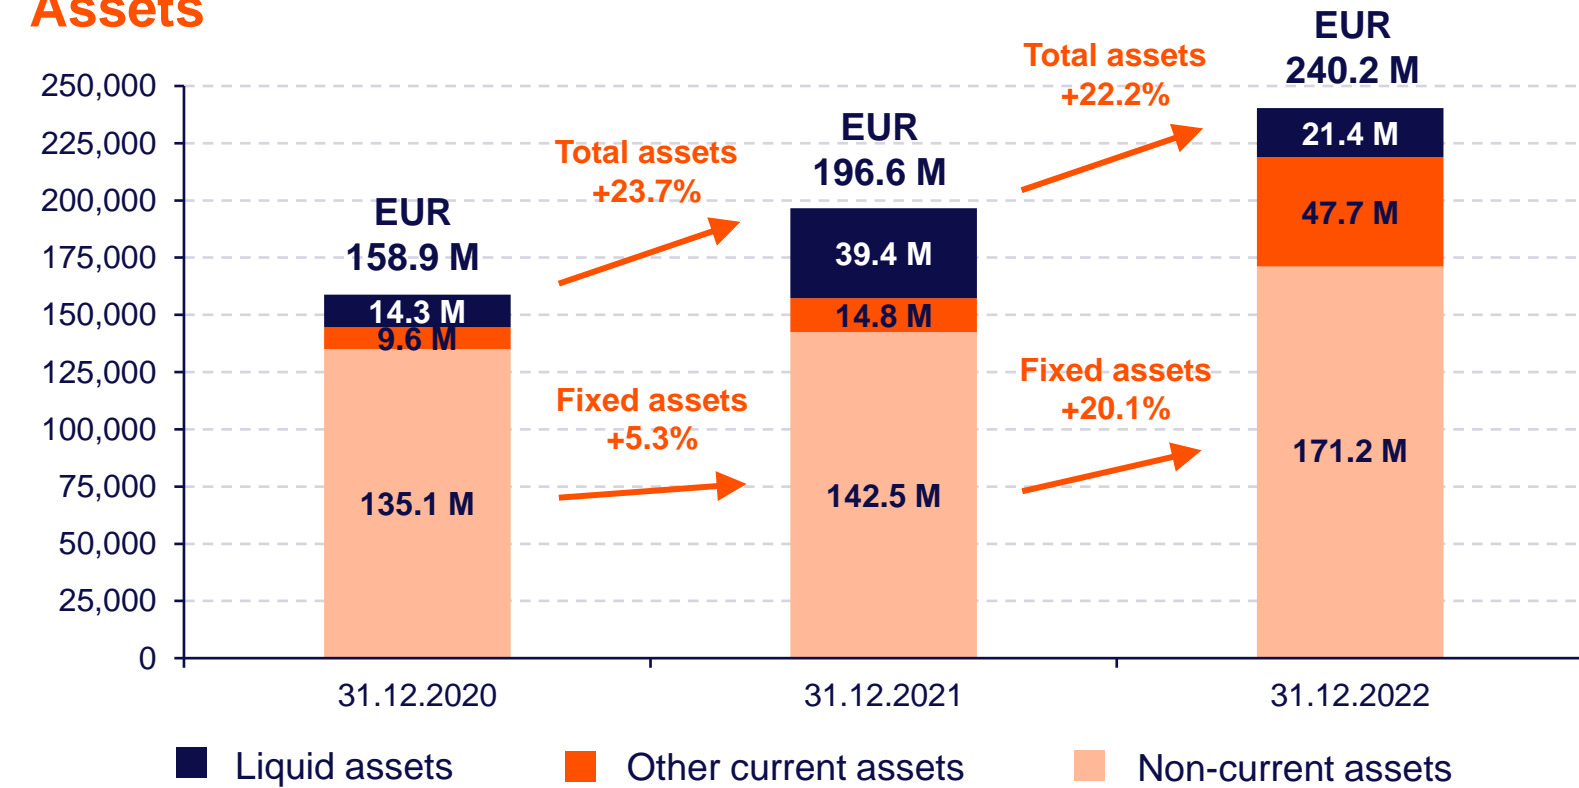 Assets
EUR
240.2 M
Total assets
+22.2%
EUR
196.6 M
Total assets
+23.7%
EUR
158.9 M
250,000
225,000
200,000
175,000
150,000
125,000
100,000
75,000
50,000
25,000
0
14.3 M
9.6 M
135.1 M
39.4 M
14.8 M
142.5 M
21.4 M
47.7 M
171.2 M
Fixed assets
+5.3%
Fixed assets
+20.1%
31.12.2020
31.12.2021
31.12.2022
Liquid assets
Other current assets
Non-current assets